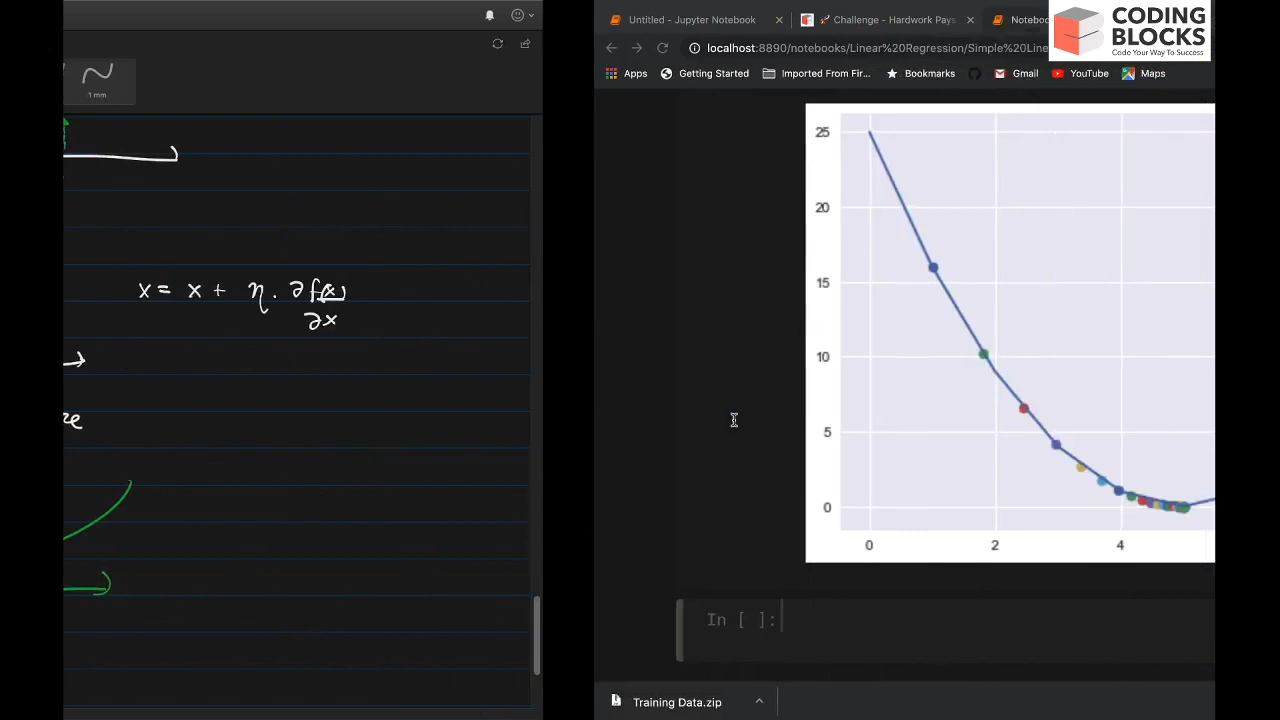 Untitled - Jupyter Notebook
Challenge - Hardwork Pays
Noteb
CODING
BLOCKS
Code Your Way To Success
localhost:8890/notebooks/Linear%20Regression/Simple%20Line
Apps
Getting Started
Imported From Fir...
Bookmarks
Gmail
YouTube
Maps
1 mm
25
20
15
10
5
0
0
2
4
x = x + η. ∂f(x)
∂x
In [ ]:
Training Data.zip